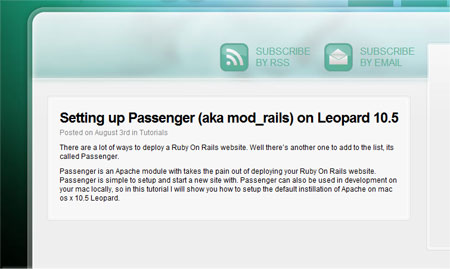 SUBSCRIBE
BY RSS
SUBSCRIBE
BY EMAIL
Setting up Passenger (aka mod_rails) on Leopard 10.5
Posted on August 3rd in Tutorials
There are a lot of ways to deploy a Ruby On Rails website. Well there's another one to add to the list, its
called Passenger.
Passenger is an Apache module with takes the pain out of deploying your Ruby On Rails website.
Passenger is simple to setup and start a new site with. Passenger can also be used in development on
your mac locally, so in this tutorial I will show you how to setup the default instillation of Apache on mac
os x 10.5 Leopard.